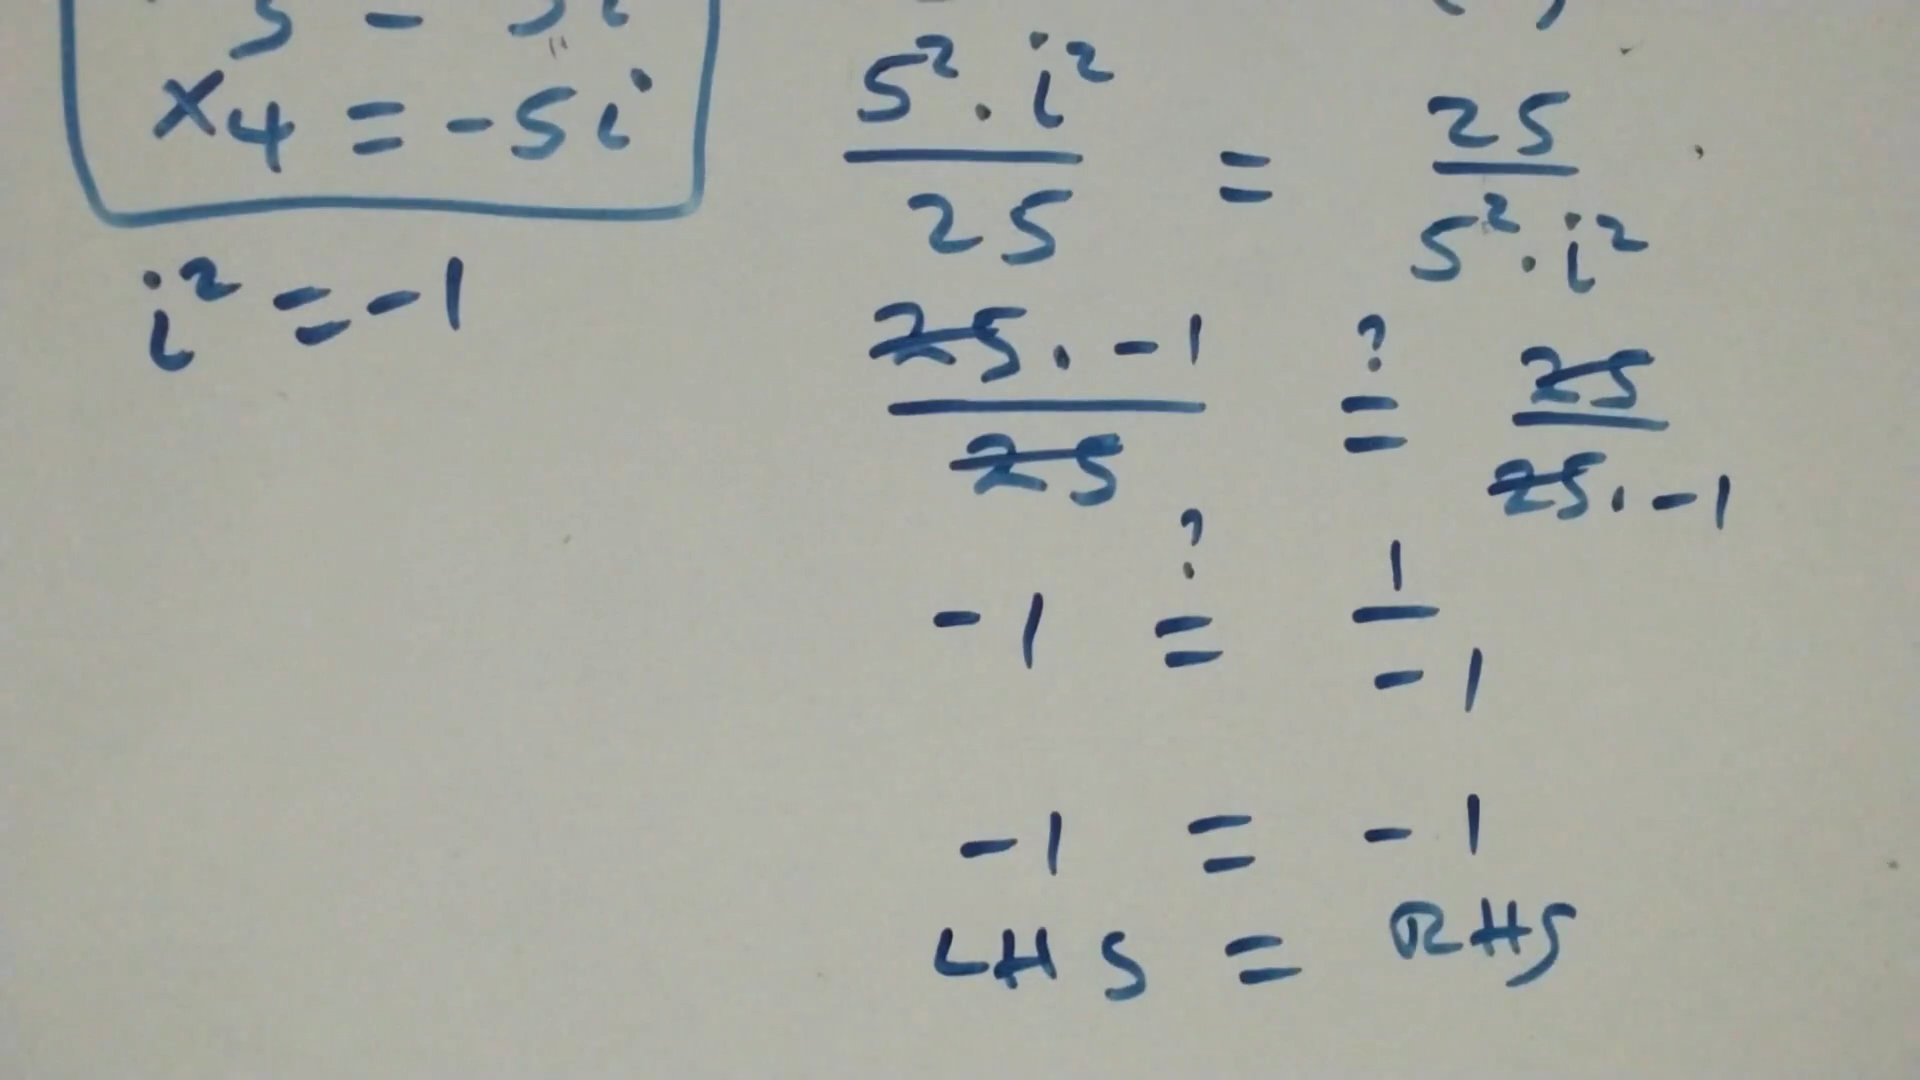 x₄ = -5i
i² = -1
5² · i² / 25 = 25 / 5² · i²
25 · -1 / 25 ≟ 25 / 25 · -1
-1 ≟ 1 / -1
-1 = -1
LHS = RHS